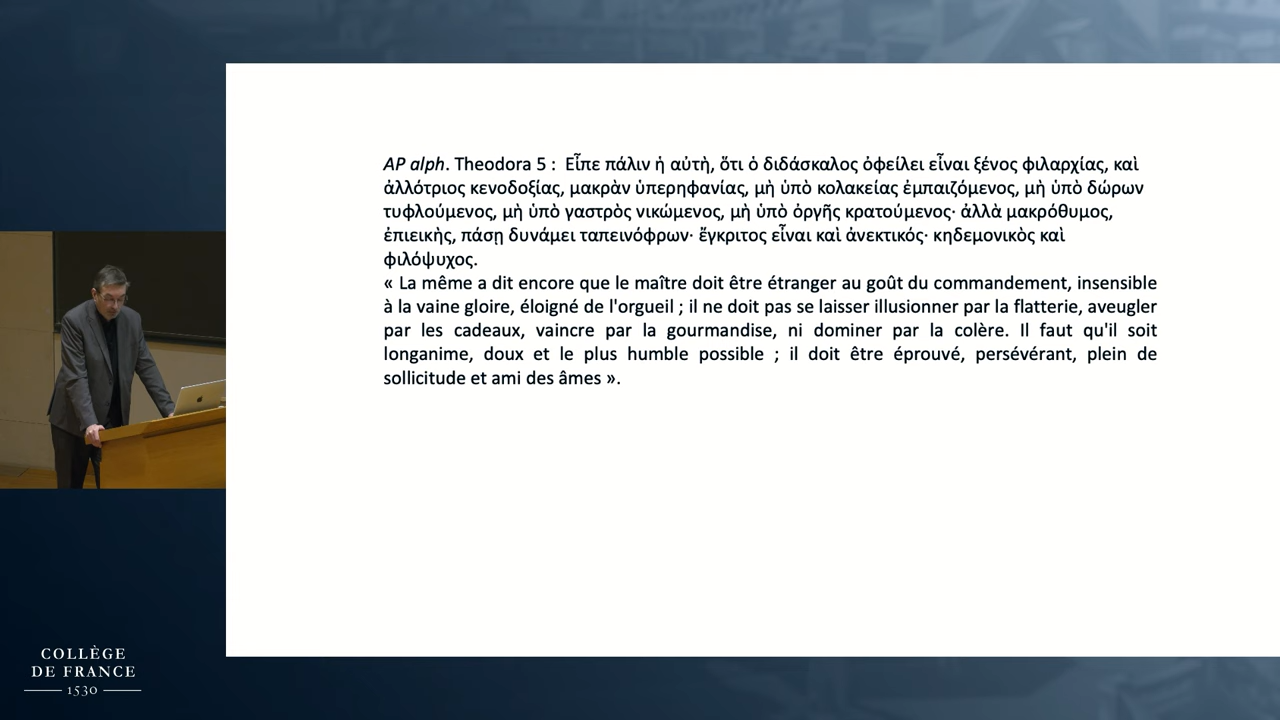 AP alph. Theodora 5 : Εἶπε πάλιν ἡ αὐτὴ, ὅτι ὁ διδάσκαλος ὀφείλει εἶναι ξένος φιλαρχίας, καὶ
ἀλλότριος κενοδοξίας, μακρὰν ὑπερηφανίας, μὴ ὑπὸ κολακείας ἐμπαιζόμενος, μὴ ὑπὸ δώρων
τυφλούμενος, μὴ ὑπὸ γαστρὸς νικώμενος, μὴ ὑπὸ ὀργῆς κρατούμενος· ἀλλὰ μακρόθυμος,
ἐπιεικὴς, πάσῃ δυνάμει ταπεινόφρων· ἔγκριτος εἶναι καὶ ἀνεκτικός· κηδεμονικὸς καὶ
φιλόψυχος.
« La même a dit encore que le maître doit être étranger au goût du commandement, insensible
à la vaine gloire, éloigné de l'orgueil ; il ne doit pas se laisser illusionner par la flatterie, aveugler
par les cadeaux, vaincre par la gourmandise, ni dominer par la colère. Il faut qu'il soit
longanime, doux et le plus humble possible ; il doit être éprouvé, persévérant, plein de
sollicitude et ami des âmes ».
COLLÈGE
DE FRANCE
1530